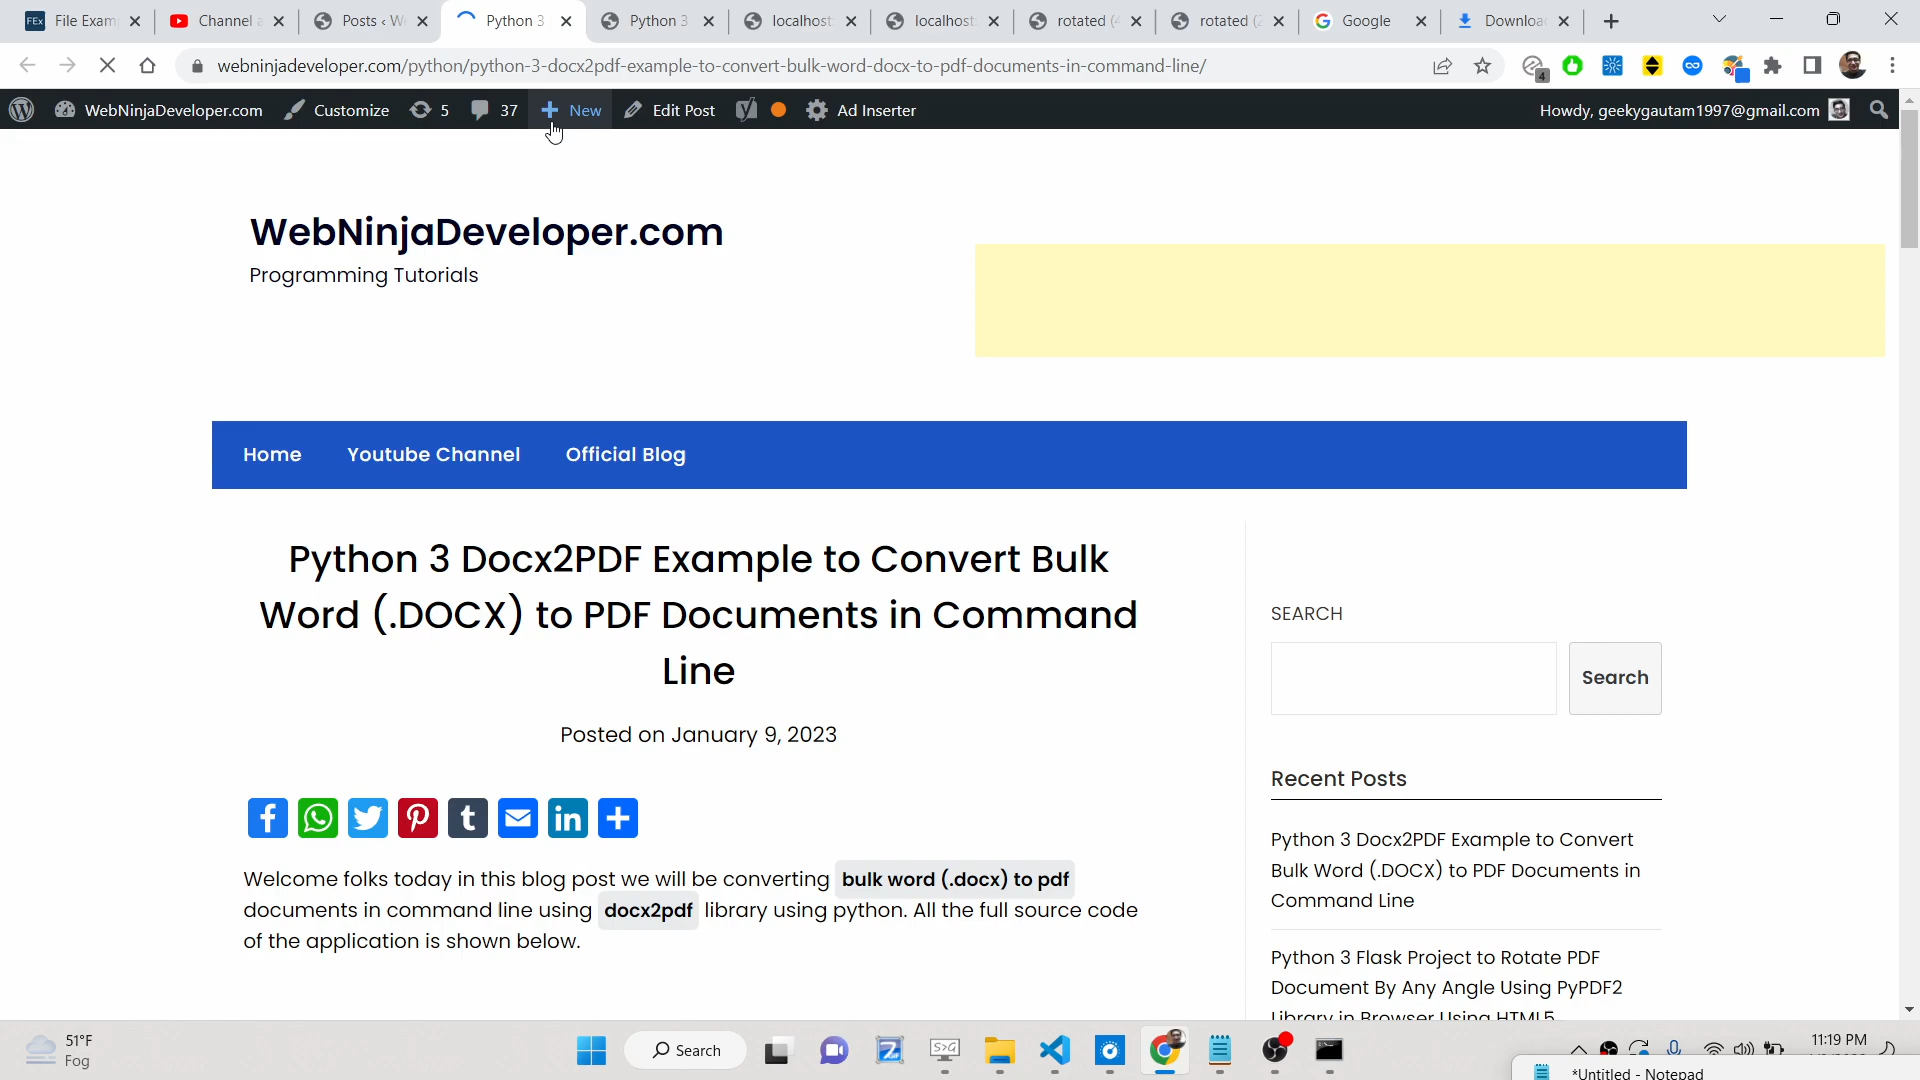 FEx File Exam
Channel
Posts ‹ W
Python 3
Python 3
localhost
localhost
rotated (
rotated (
Google
Downloa
webninjadeveloper.com/python/python-3-docx2pdf-example-to-convert-bulk-word-docx-to-pdf-documents-in-command-line/
4
WebNinjaDeveloper.com Customize 5 37 New Edit Post Ad Inserter
Howdy, geekygautam1997@gmail.com
WebNinjaDeveloper.com
Programming Tutorials
Home Youtube Channel Official Blog
Python 3 Docx2PDF Example to Convert Bulk
Word (.DOCX) to PDF Documents in Command
Line
Posted on January 9, 2023
Welcome folks today in this blog post we will be converting bulk word (.docx) to pdf
documents in command line using docx2pdf library using python. All the full source code
of the application is shown below.
SEARCH
Search
Recent Posts
Python 3 Docx2PDF Example to Convert
Bulk Word (.DOCX) to PDF Documents in
Command Line
Python 3 Flask Project to Rotate PDF
Document By Any Angle Using PyPDF2
Library in Browser Using HTML5
51°F
Fog
Search
11:19 PM
*Untitled - Notepad